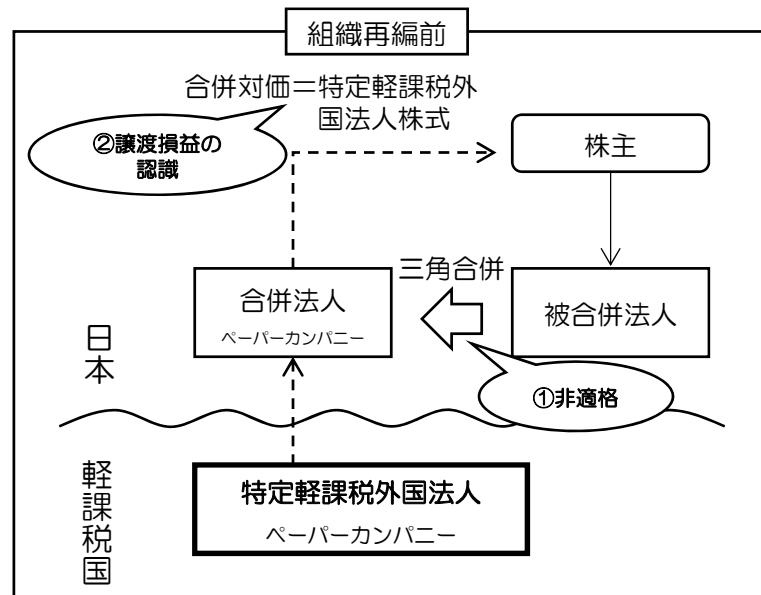 組織再編前
合併対価＝特定軽課税外
国法人株式
②譲渡損益の
認識
株主
三角合併
合併法人
ペーパーカンパニー
被合併法人
日本
①非適格
軽課税国
特定軽課税外国法人
ペーパーカンパニー